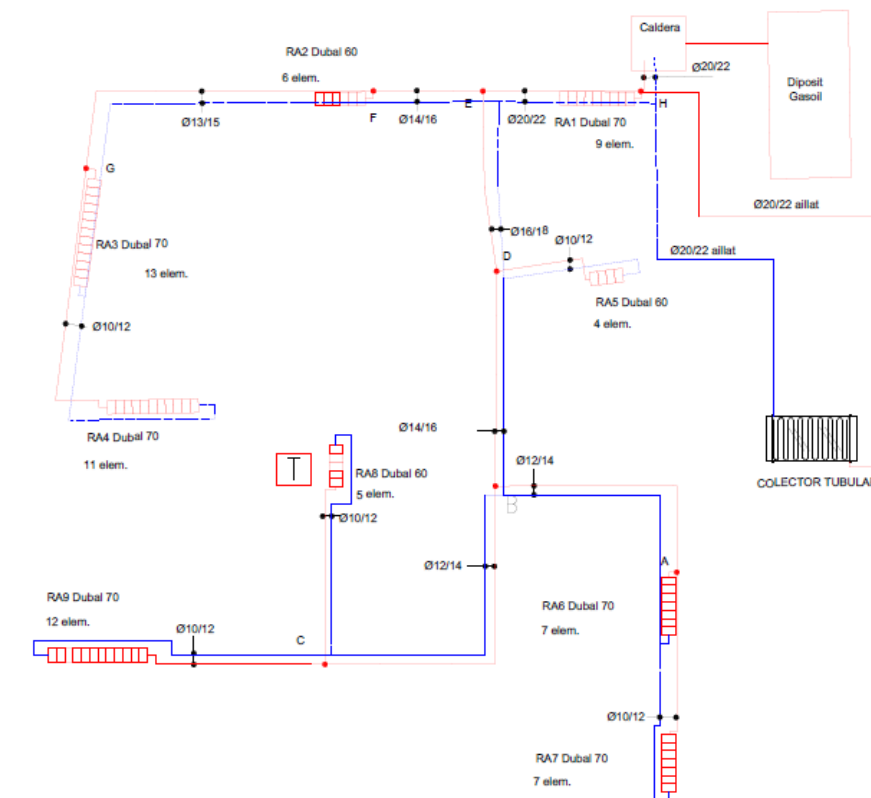 Caldera
RA2 Dubal 60
6 elem.
Ø20/22
Diposit
Gasoil
Ø13/15
F
Ø14/16
E
Ø20/22
RA1 Dubal 70
H
9 elem.
G
Ø20/22 aillat
RA3 Dubal 70
13 elem.
Ø16/18
D
Ø10/12
Ø20/22 aillat
RA5 Dubal 60
4 elem.
Ø10/12
RA4 Dubal 70
11 elem.
Ø14/16
T
RA8 Dubal 60
5 elem.
Ø12/14
COLECTOR TUBULAR
B
Ø10/12
Ø12/14
A
RA9 Dubal 70
12 elem.
Ø10/12
C
RA6 Dubal 70
7 elem.
Ø10/12
RA7 Dubal 70
7 elem.